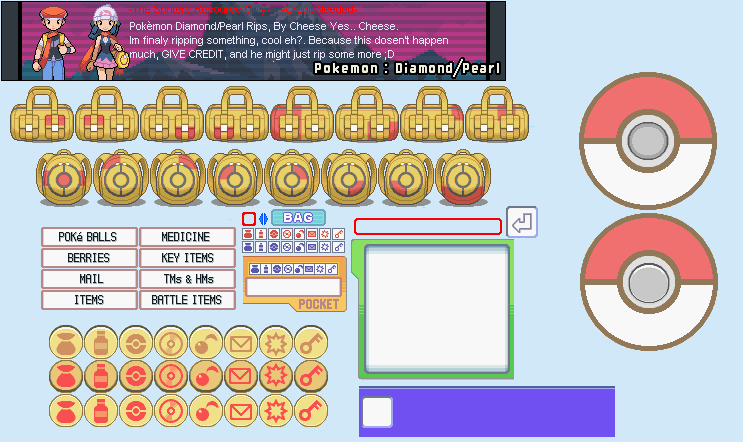 Pokèmon Diamond/Pearl Rips, By Cheese Yes.. Cheese.
Im finaly ripping something, cool eh?. Because this dosen't happen
much, GIVE CREDIT, and he might just rip some more ;D
Pokemon : Diamond/Pearl
BAG
POKé BALLS
MEDICINE
BERRIES
KEY ITEMS
MAIL
TMs & HMs
ITEMS
BATTLE ITEMS
POCKET